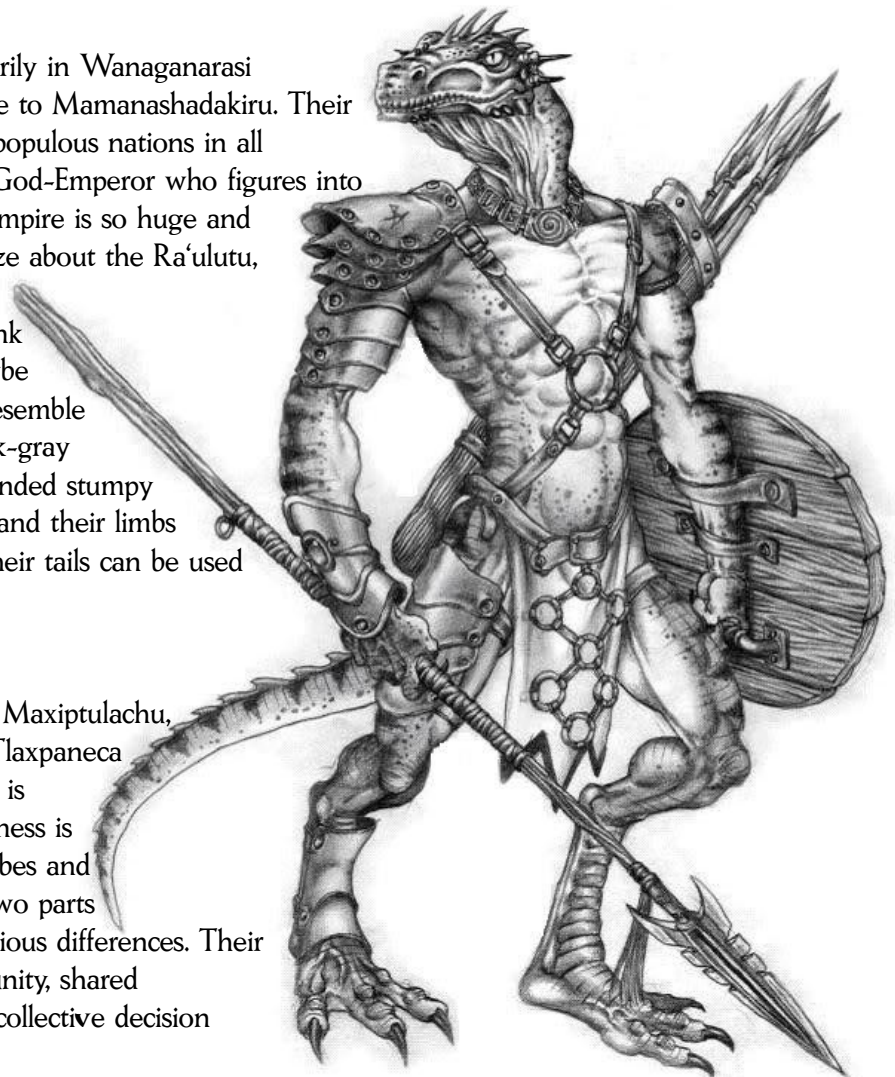 rily in Wanaganarasi
e to Mamanashadakiru. Their
populous nations in all
God-Emperor who figures into
mpire is so huge and
ze about the Ra‘ulutu,
nk
be
esemble
k-gray
nded stumpy
and their limbs
heir tails can be used
Maxiptulachu,
Tlaxpaneca
is
ness is
bes and
wo parts
ious differences. Their
unity, shared
collective decision